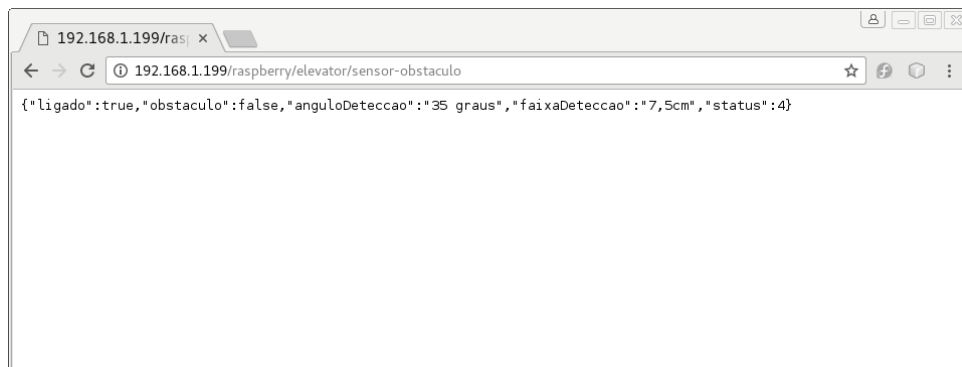 192.168.1.199/ras
192.168.1.199/raspberry/elevator/sensor-obstaculo
{"ligado":true,"obstaculo":false,"anguloDeteccao":"35 graus","faixaDeteccao":"7,5cm","status":4}